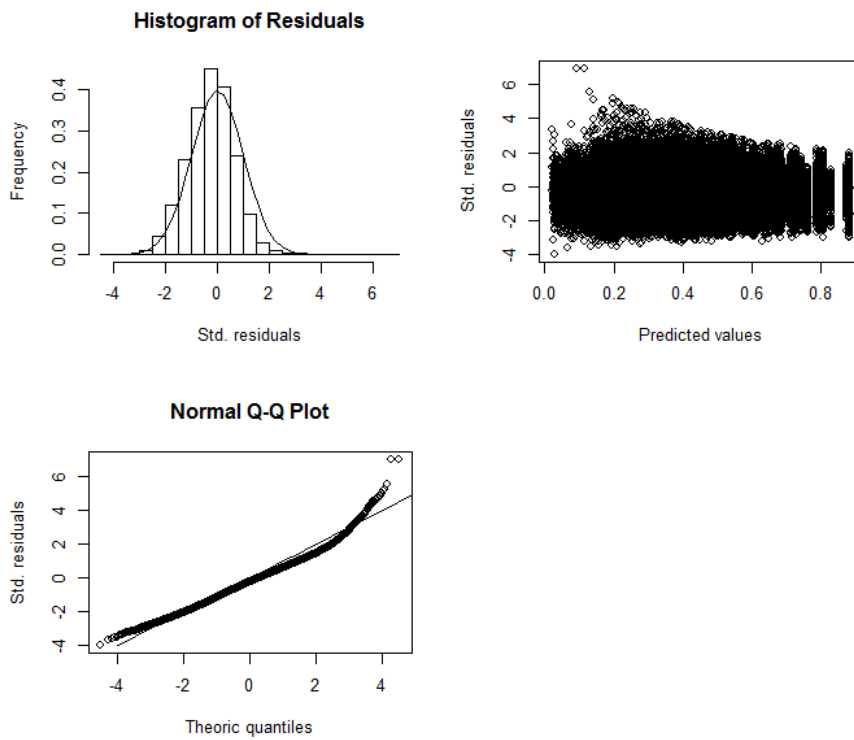 Histogram of Residuals
Frequency
0.0 0.1 0.2 0.3 0.4
-4 -2 0 2 4 6
Std. residuals
Std. residuals
-4 -2 0 2 4 6
0.0 0.2 0.4 0.6 0.8
Predicted values
Normal Q-Q Plot
Std. residuals
-4 -2 0 2 4 6
-4 -2 0 2 4
Theoric quantiles